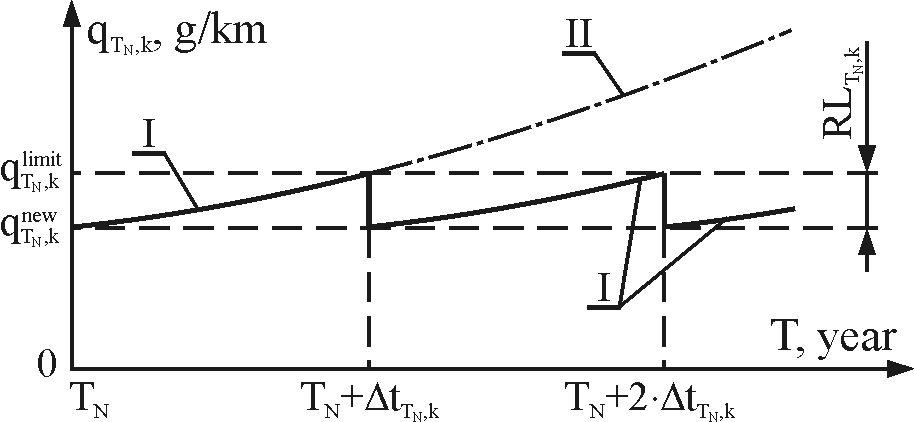 q_{T_N,k}, g/km
II
RL_{T_N,k}
I
q^{limit}_{T_N,k}
q^{new}_{T_N,k}
I
T, year
0
T_N
T_N+Δt_{T_N,k}
T_N+2·Δt_{T_N,k}